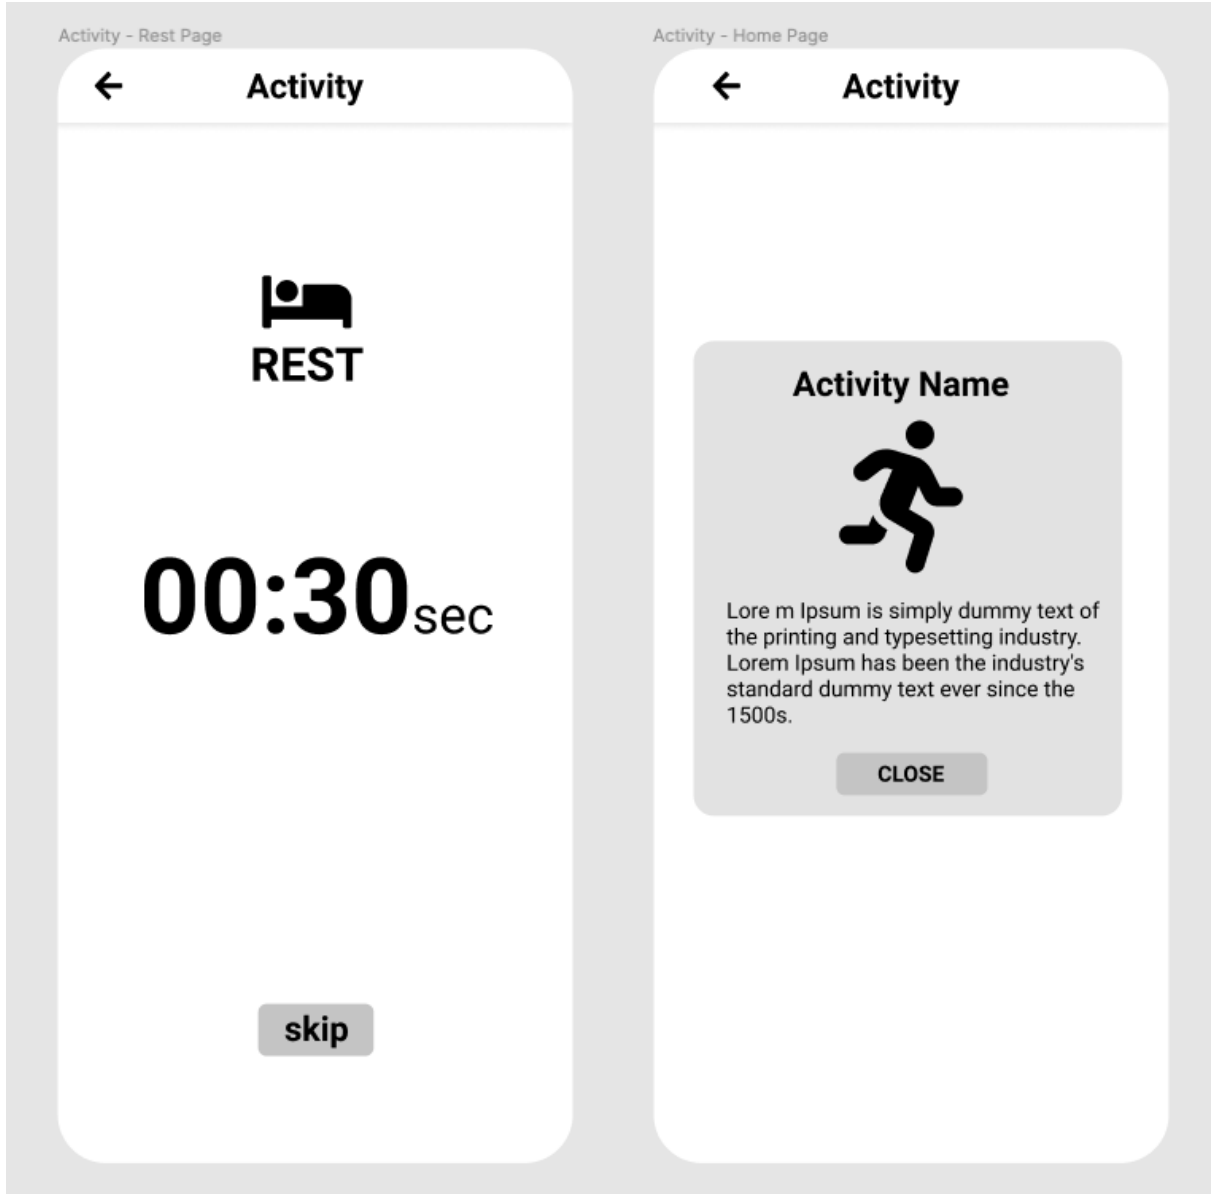 Activity - Rest Page
Activity
REST
00:30sec
skip
Activity - Home Page
Activity
Activity Name
Lore m Ipsum is simply dummy text of
the printing and typesetting industry.
Lorem Ipsum has been the industry's
standard dummy text ever since the
1500s.
CLOSE